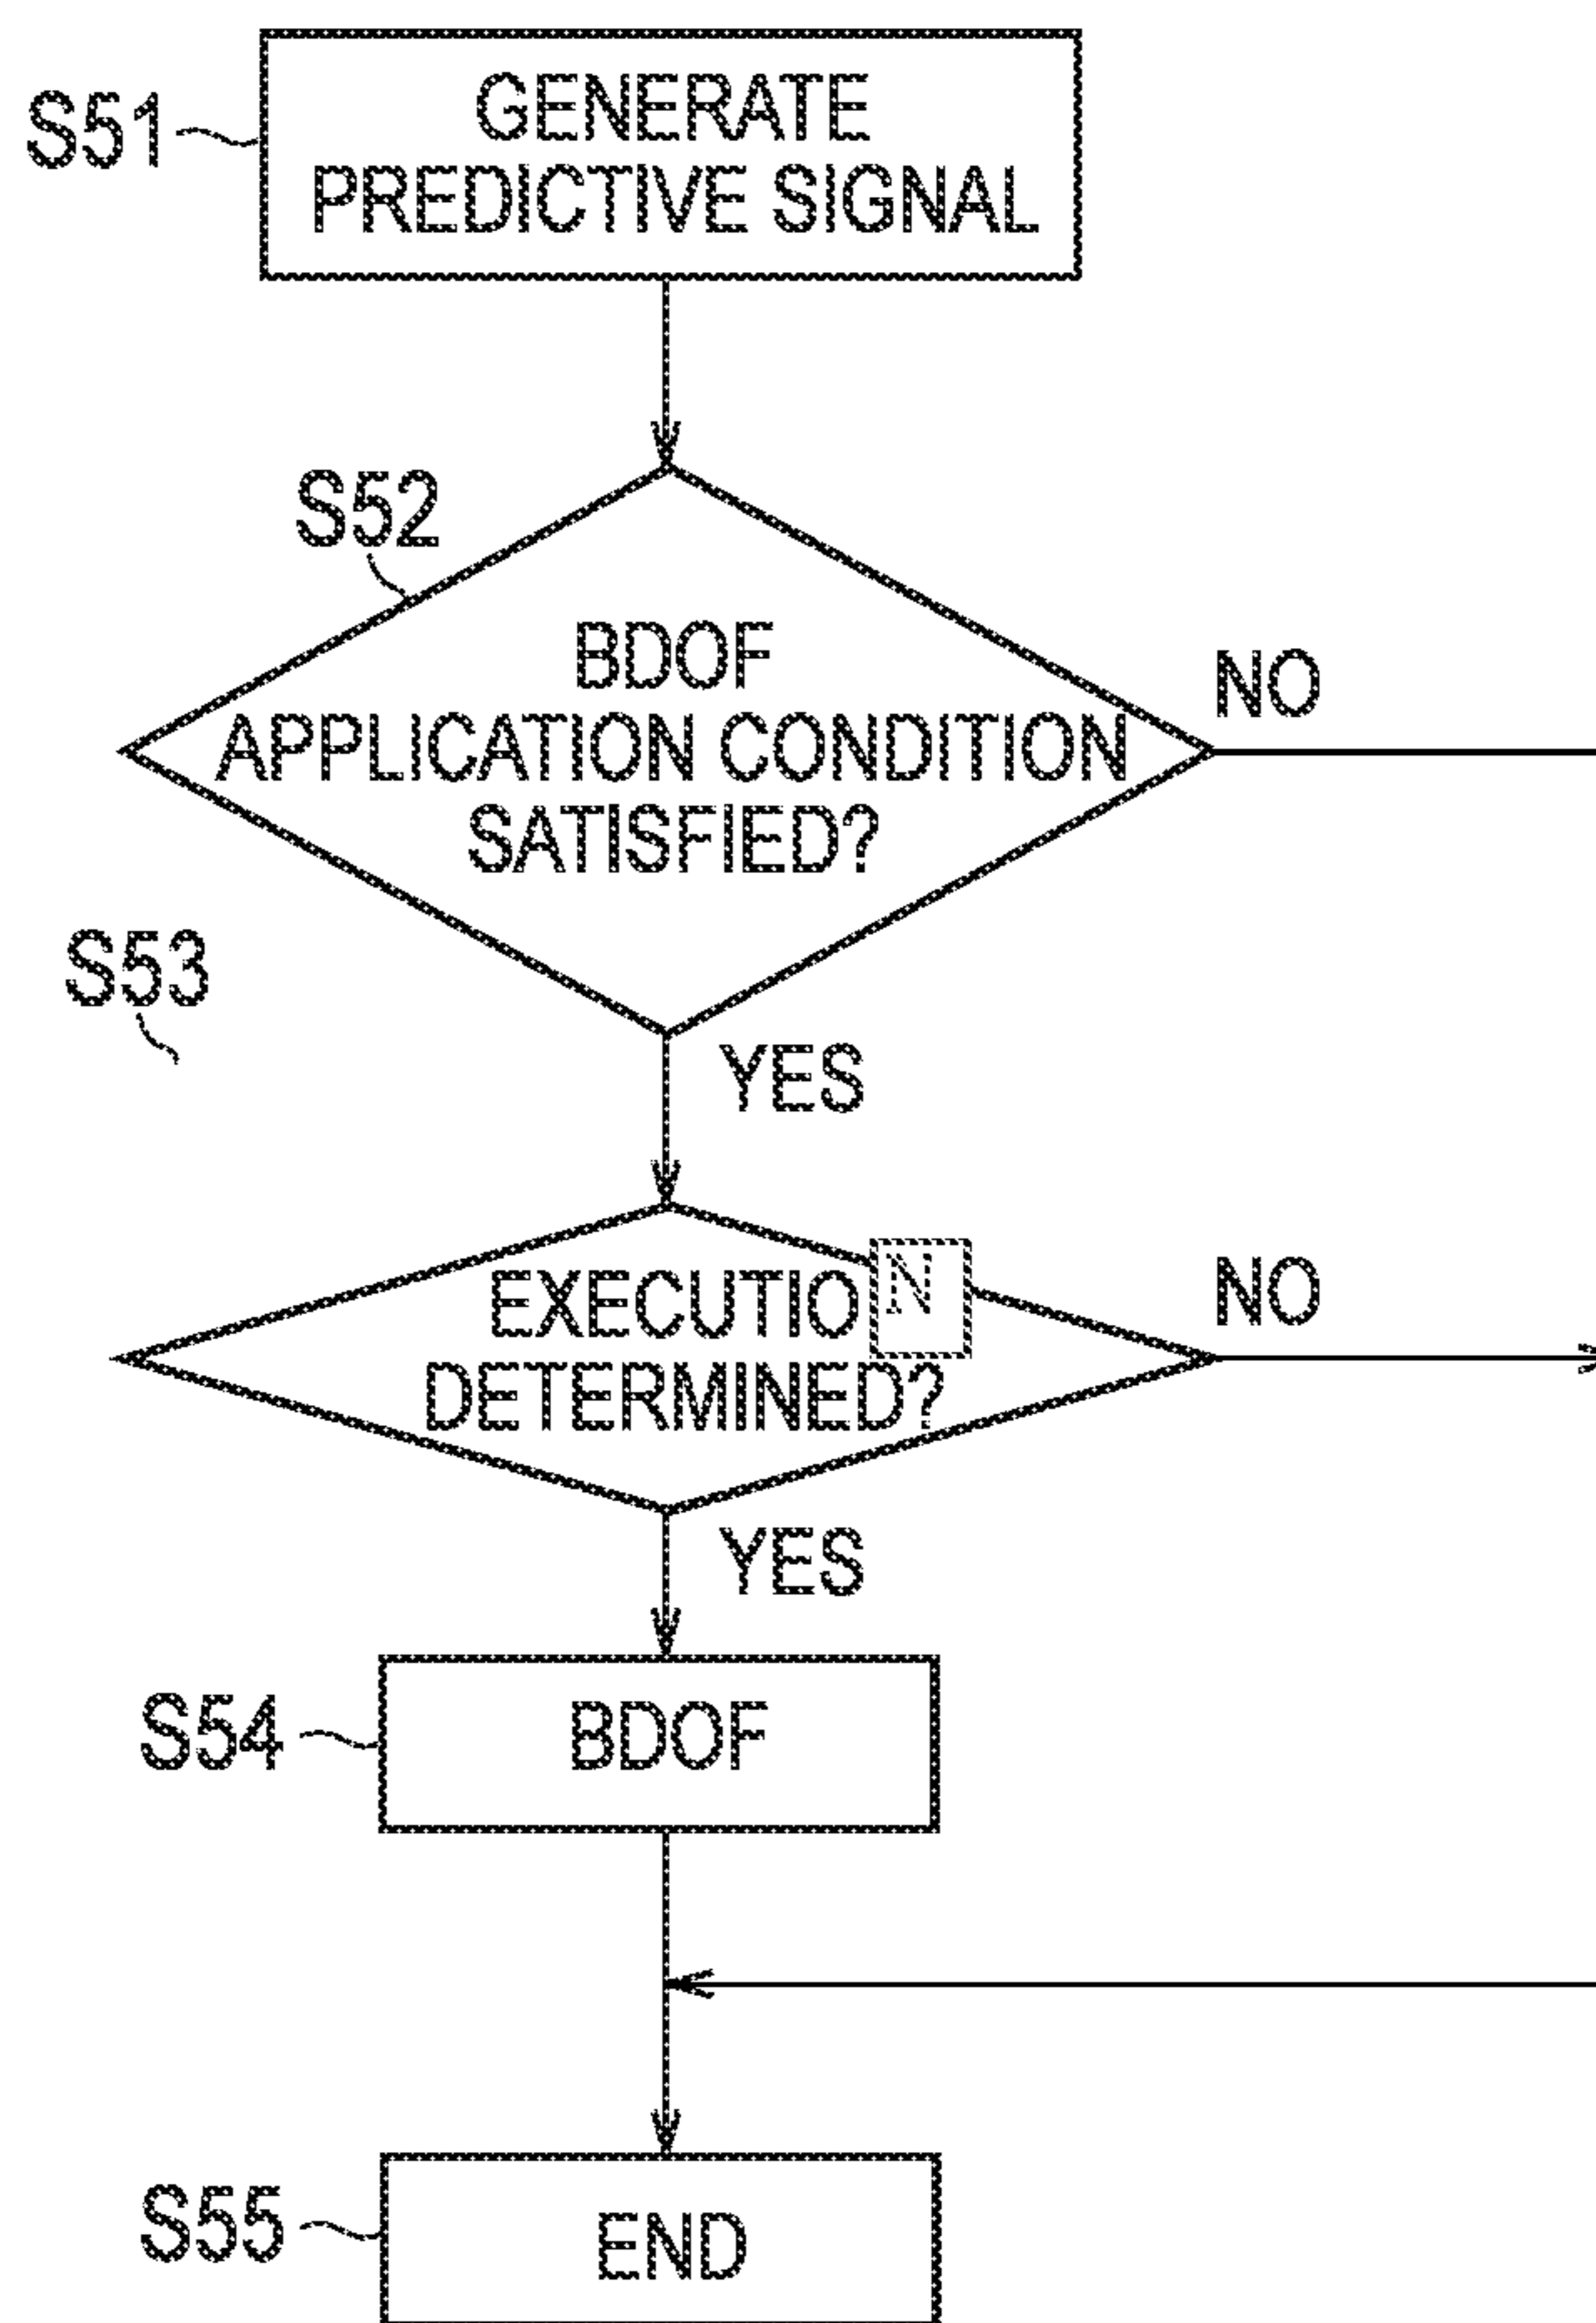 S51
GENERATE
PREDICTIVE SIGNAL
S52
BDOF
APPLICATION CONDITION
SATISFIED?
NO
S53
YES
EXECUTION
DETERMINED?
NO
YES
S54
BDOF
S55
END